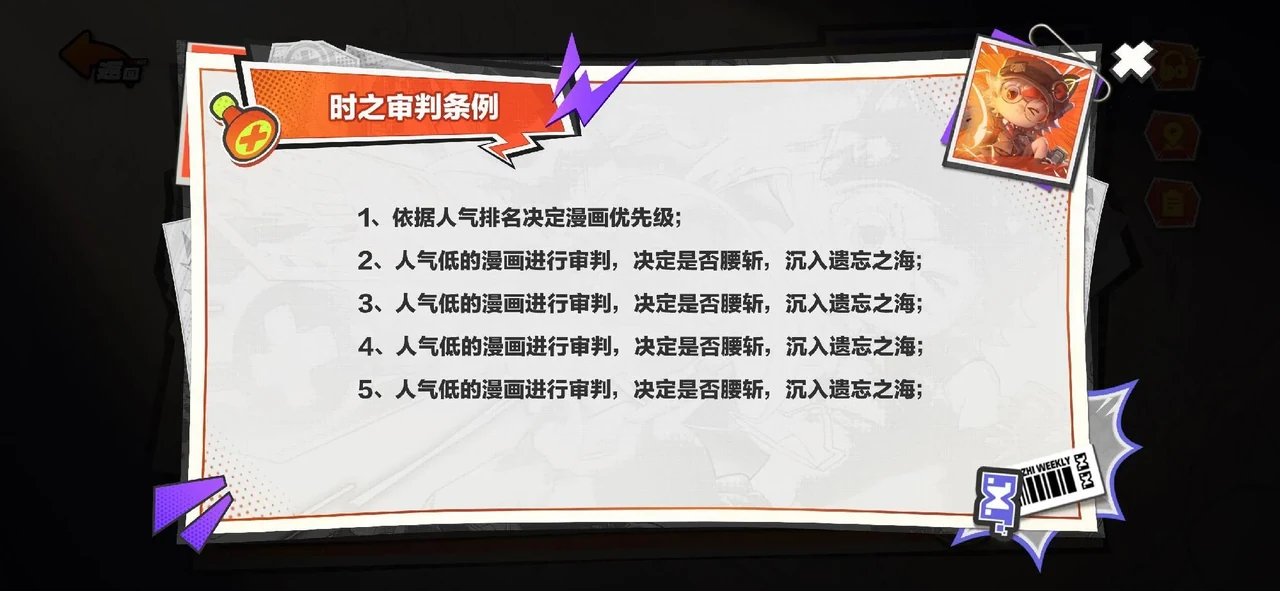 返回
时之审判条例
1、依据人气排名决定漫画优先级;
2、人气低的漫画进行审判，决定是否腰斩，沉入遗忘之海;
3、人气低的漫画进行审判，决定是否腰斩，沉入遗忘之海;
4、人气低的漫画进行审判，决定是否腰斩，沉入遗忘之海;
5、人气低的漫画进行审判，决定是否腰斩，沉入遗忘之海;
ZHI WEEKLY